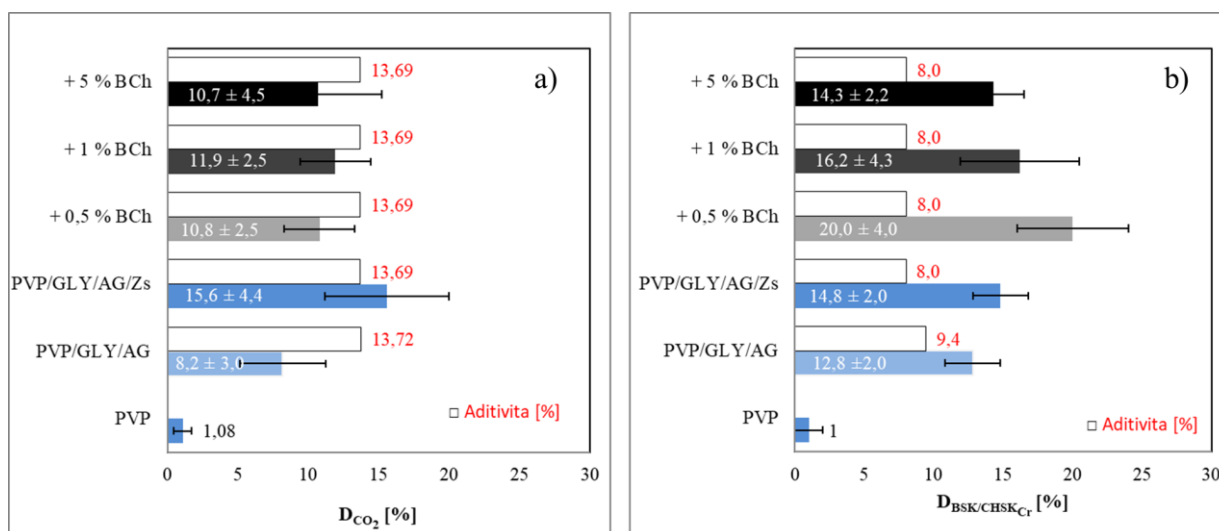 a)
+ 5 % BCh
13,69
10,7 ± 4,5
+ 1 % BCh
13,69
11,9 ± 2,5
+ 0,5 % BCh
13,69
10,8 ± 2,5
PVP/GLY/AG/Zs
13,69
15,6 ± 4,4
PVP/GLY/AG
13,72
8,2 ± 3,0
PVP
1,08
□ Aditivita [%]
0 5 10 15 20 25 30
D_CO₂ [%]
b)
+ 5 % BCh
8,0
14,3 ± 2,2
+ 1 % BCh
8,0
16,2 ± 4,3
+ 0,5 % BCh
8,0
20,0 ± 4,0
PVP/GLY/AG/Zs
8,0
14,8 ± 2,0
PVP/GLY/AG
9,4
12,8 ±2,0
PVP
1
□ Aditivita [%]
0 5 10 15 20 25 30
D_BSK/CHSK_Cr [%]